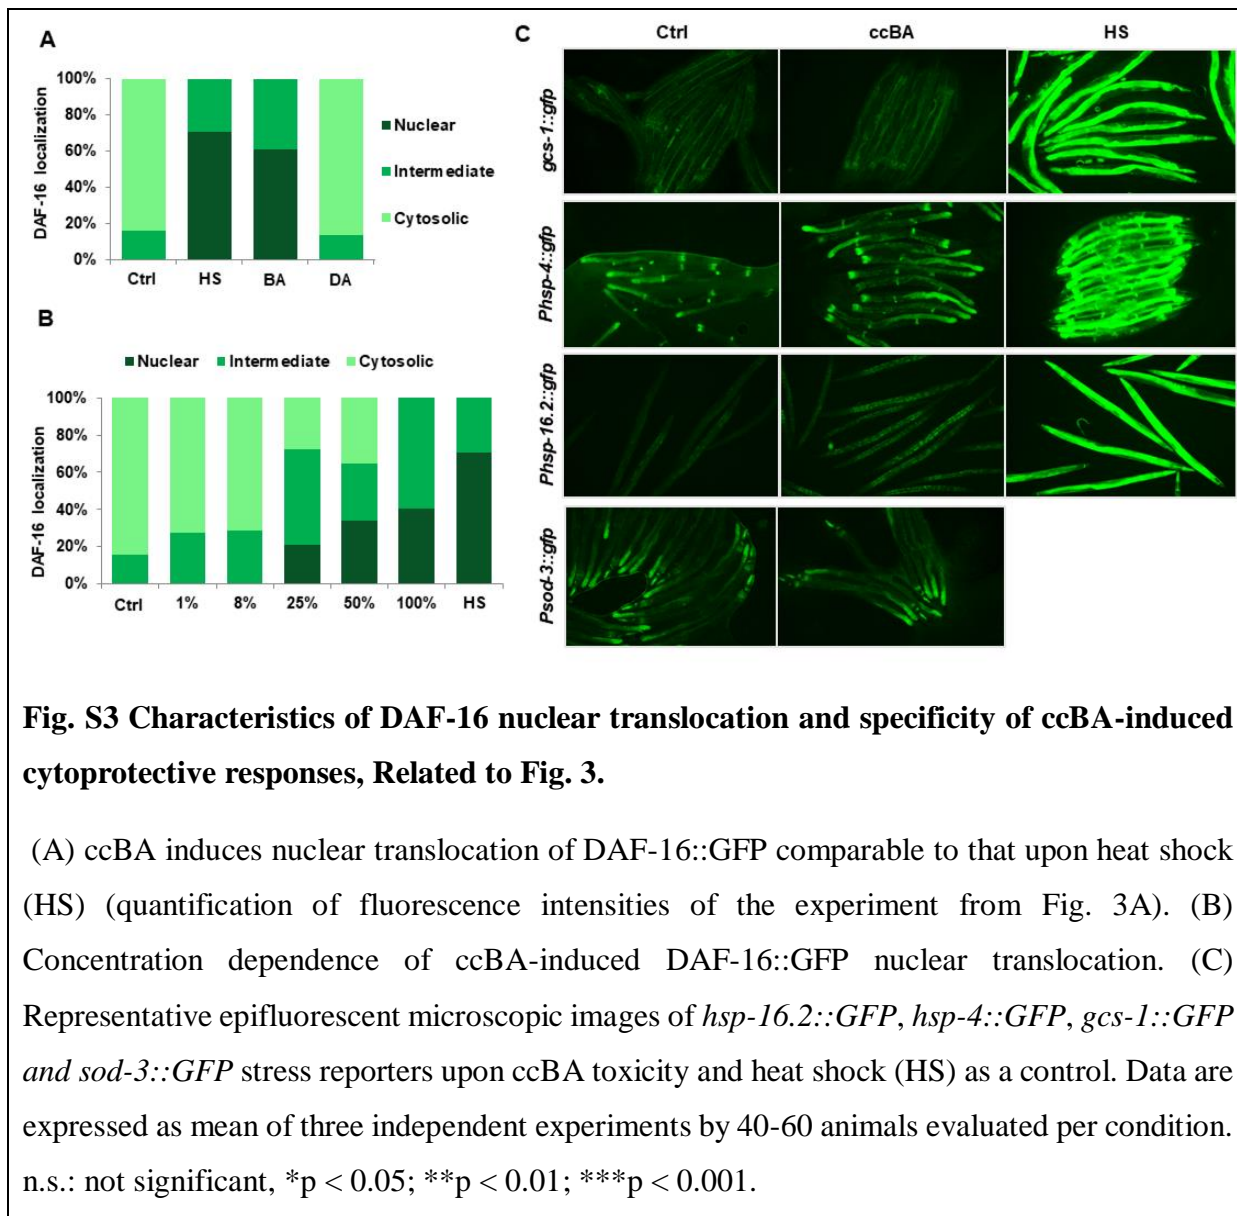 A
100%
80%
60%
40%
20%
0%
DAF-16 localization
Ctrl
HS
BA
DA
Nuclear
Intermediate
Cytosolic
B
Nuclear
Intermediate
Cytosolic
100%
80%
60%
40%
20%
0%
DAF-16 localization
Ctrl
1%
8%
25%
50%
100%
HS
C
Ctrl
ccBA
HS
gcs-1::gfp
Phsp-4::gfp
Phsp-16.2::gfp
Psod-3::gfp
Fig. S3 Characteristics of DAF-16 nuclear translocation and specificity of ccBA-induced
cytoprotective responses, Related to Fig. 3.
(A) ccBA induces nuclear translocation of DAF-16::GFP comparable to that upon heat shock
(HS) (quantification of fluorescence intensities of the experiment from Fig. 3A). (B)
Concentration dependence of ccBA-induced DAF-16::GFP nuclear translocation. (C)
Representative epifluorescent microscopic images of hsp-16.2::GFP, hsp-4::GFP, gcs-1::GFP
and sod-3::GFP stress reporters upon ccBA toxicity and heat shock (HS) as a control. Data are
expressed as mean of three independent experiments by 40-60 animals evaluated per condition.
n.s.: not significant, *p < 0.05; **p < 0.01; ***p < 0.001.